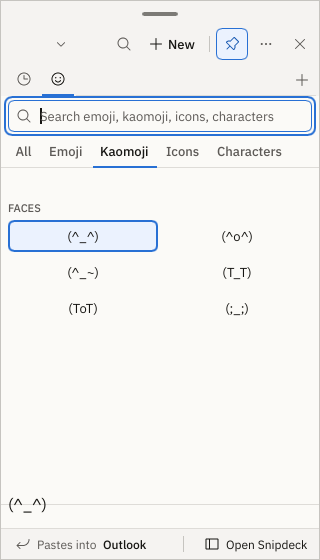 New
Search emoji, kaomoji, icons, characters
All Emoji Kaomoji Icons Characters
FACES
(^_^) (^o^)
(^_~) (T_T)
(ToT) (;_;)
(^_^)
Pastes into Outlook Open Snipdeck